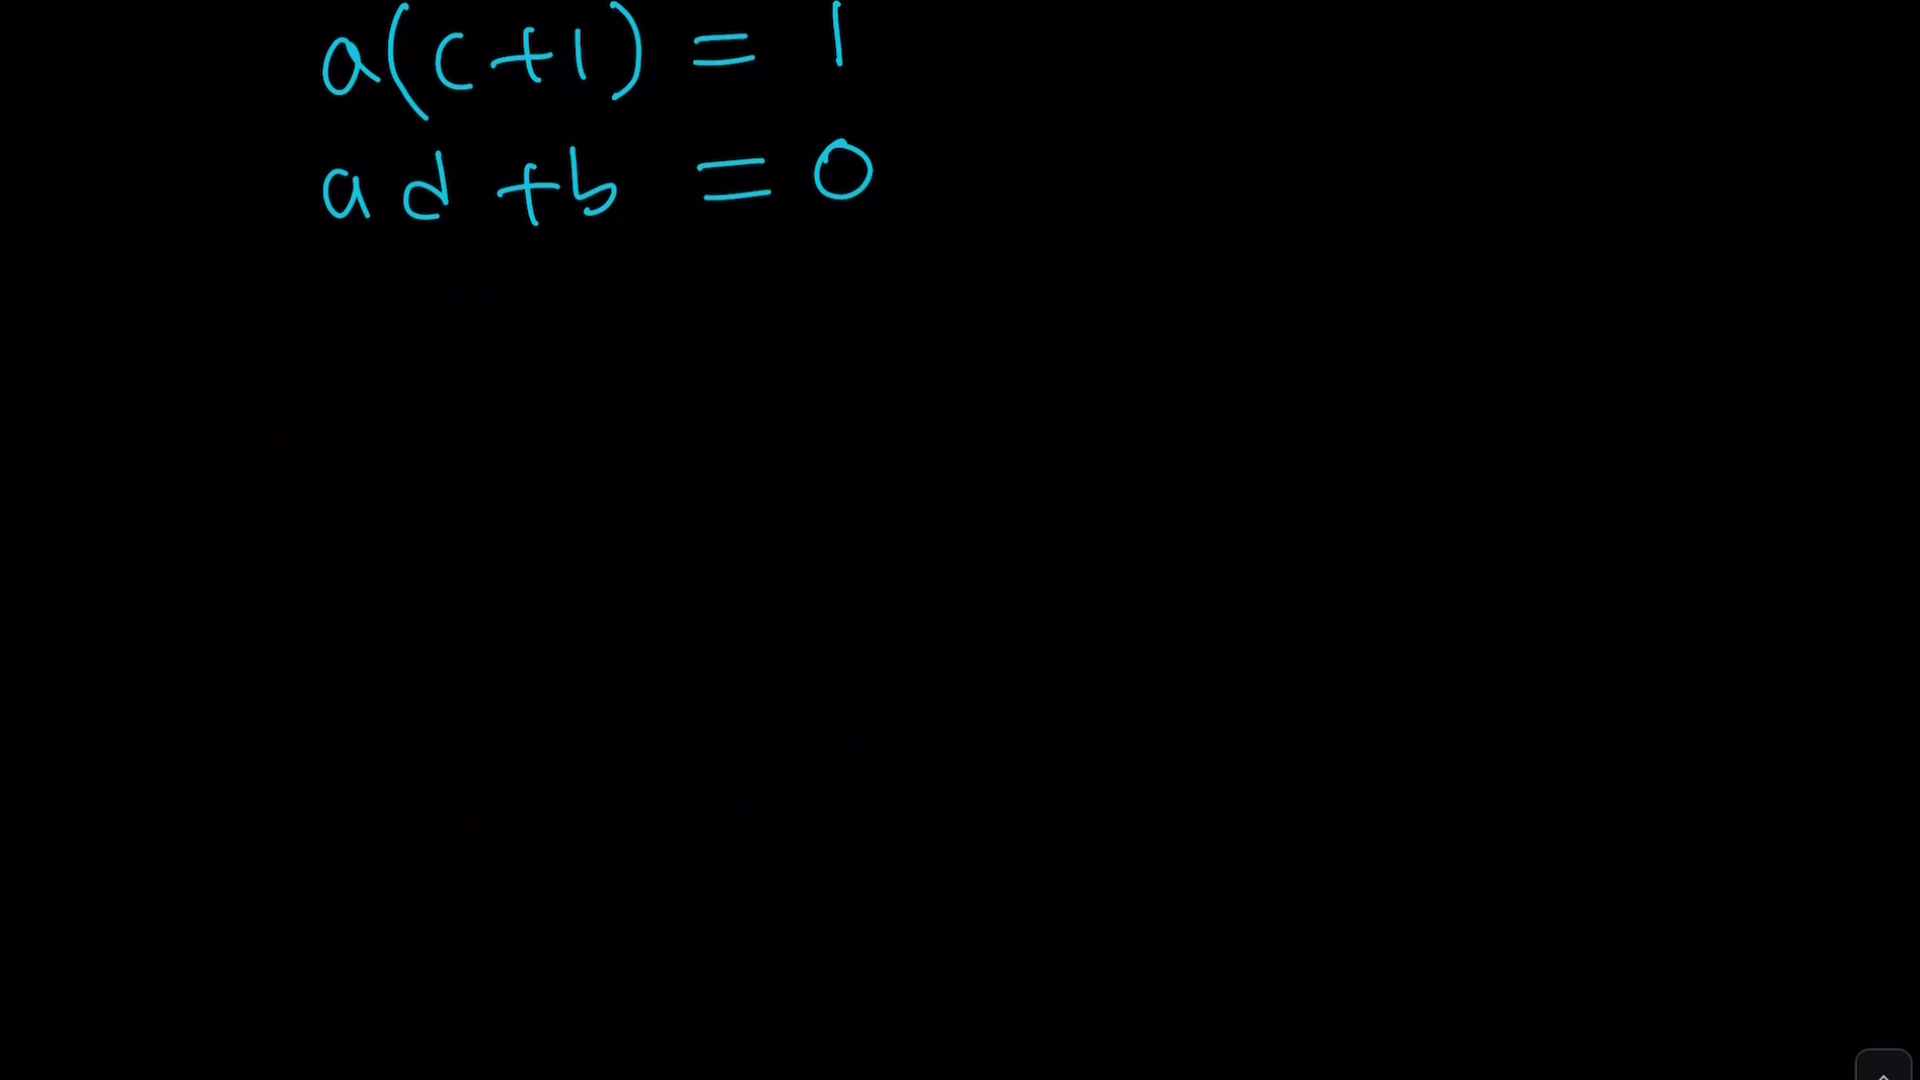 a(c+1) = 1
ad +b = 0